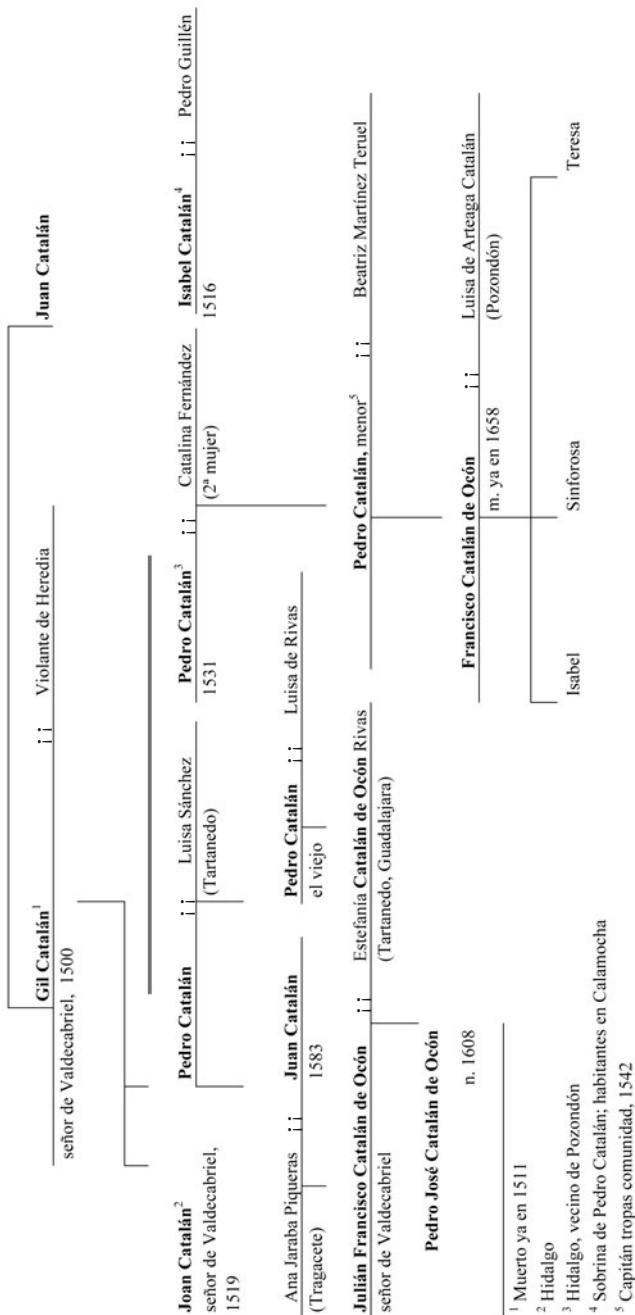 Juan Catalán
Gil Catalán¹ ¡¡ Violante de Heredia
señor de Valdecabriel, 1500
Joan Catalán² Pedro Catalán ¡¡ Luisa Sánchez Pedro Catalán³ ¡¡ Catalina Fernández Isabel Catalán⁴ ¡¡ Pedro Guillén
señor de Valdecabriel, (Tartanedo) 1531 (2ª mujer) 1516
1519
Ana Jaraba Piqueras ¡¡ Juan Catalán Pedro Catalán ¡¡ Luisa de Rivas
(Tragacete) 1583 el viejo
Julián Francisco Catalán de Ocón ¡¡ Estefanía Catalán de Ocón Rivas Pedro Catalán, menor⁵ ¡¡ Beatriz Martínez Teruel
señor de Valdecabriel (Tartanedo, Guadalajara)
Pedro José Catalán de Ocón
n. 1608
Francisco Catalán de Ocón ¡¡ Luisa de Arteaga Catalán
m. ya en 1658 (Pozondón)
Isabel Sinforosa Teresa
¹ Muerto ya en 1511
² Hidalgo
³ Hidalgo, vecino de Pozondón
⁴ Sobrina de Pedro Catalán; habitantes en Calamocha
⁵ Capitán tropas comunidad, 1542